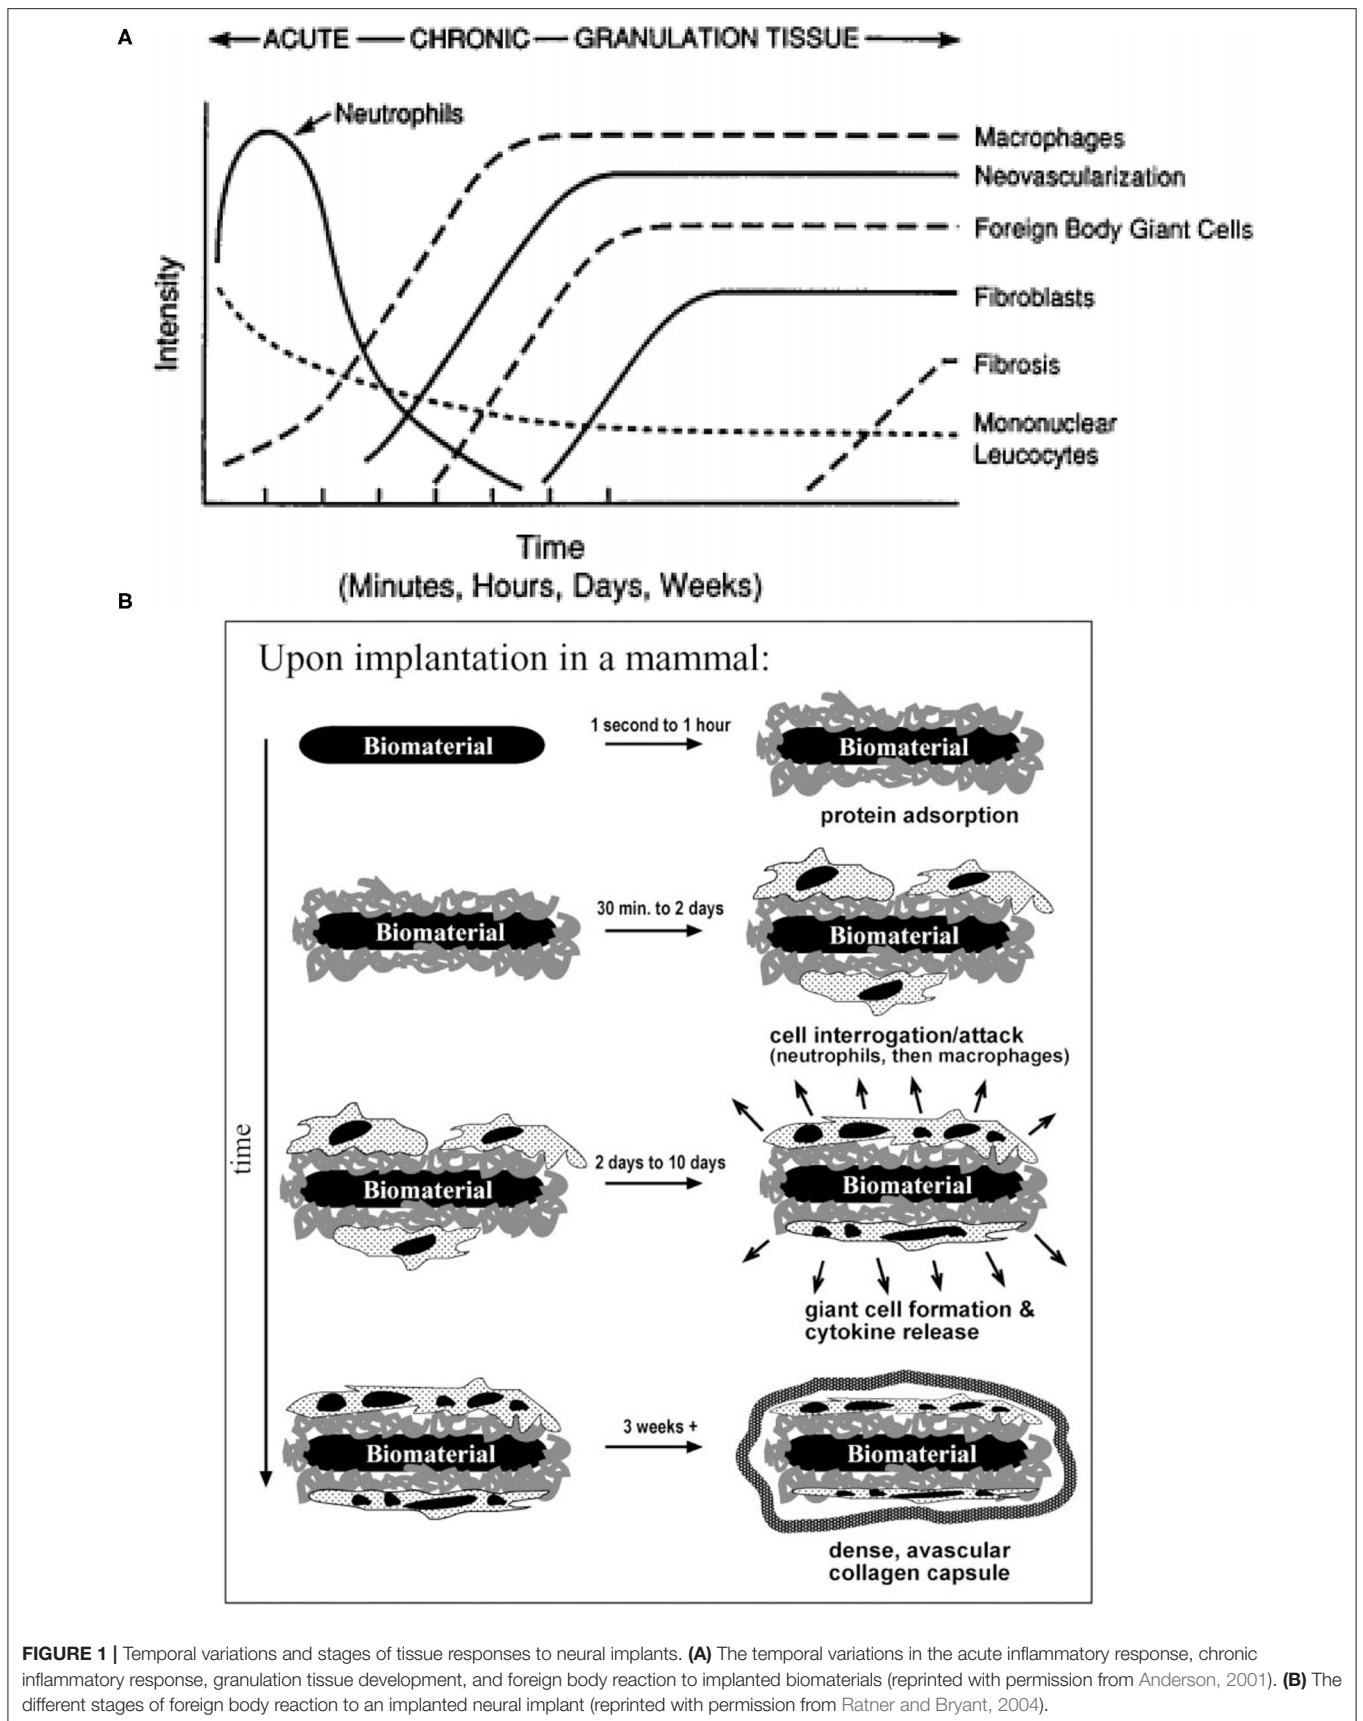 A
ACUTE CHRONIC GRANULATION TISSUE
Neutrophils
Macrophages
Neovascularization
Foreign Body Giant Cells
Fibroblasts
Fibrosis
Mononuclear
Leucocytes
Intensity
Time
(Minutes, Hours, Days, Weeks)
B
Upon implantation in a mammal:
Biomaterial
1 second to 1 hour
Biomaterial
protein adsorption
Biomaterial
30 min. to 2 days
Biomaterial
cell interrogation/attack
(neutrophils, then macrophages)
time
Biomaterial
2 days to 10 days
Biomaterial
giant cell formation &
cytokine release
Biomaterial
3 weeks +
Biomaterial
dense, avascular
collagen capsule
FIGURE 1 | Temporal variations and stages of tissue responses to neural implants. (A) The temporal variations in the acute inflammatory response, chronic
inflammatory response, granulation tissue development, and foreign body reaction to implanted biomaterials (reprinted with permission from Anderson, 2001). (B) The
different stages of foreign body reaction to an implanted neural implant (reprinted with permission from Ratner and Bryant, 2004).